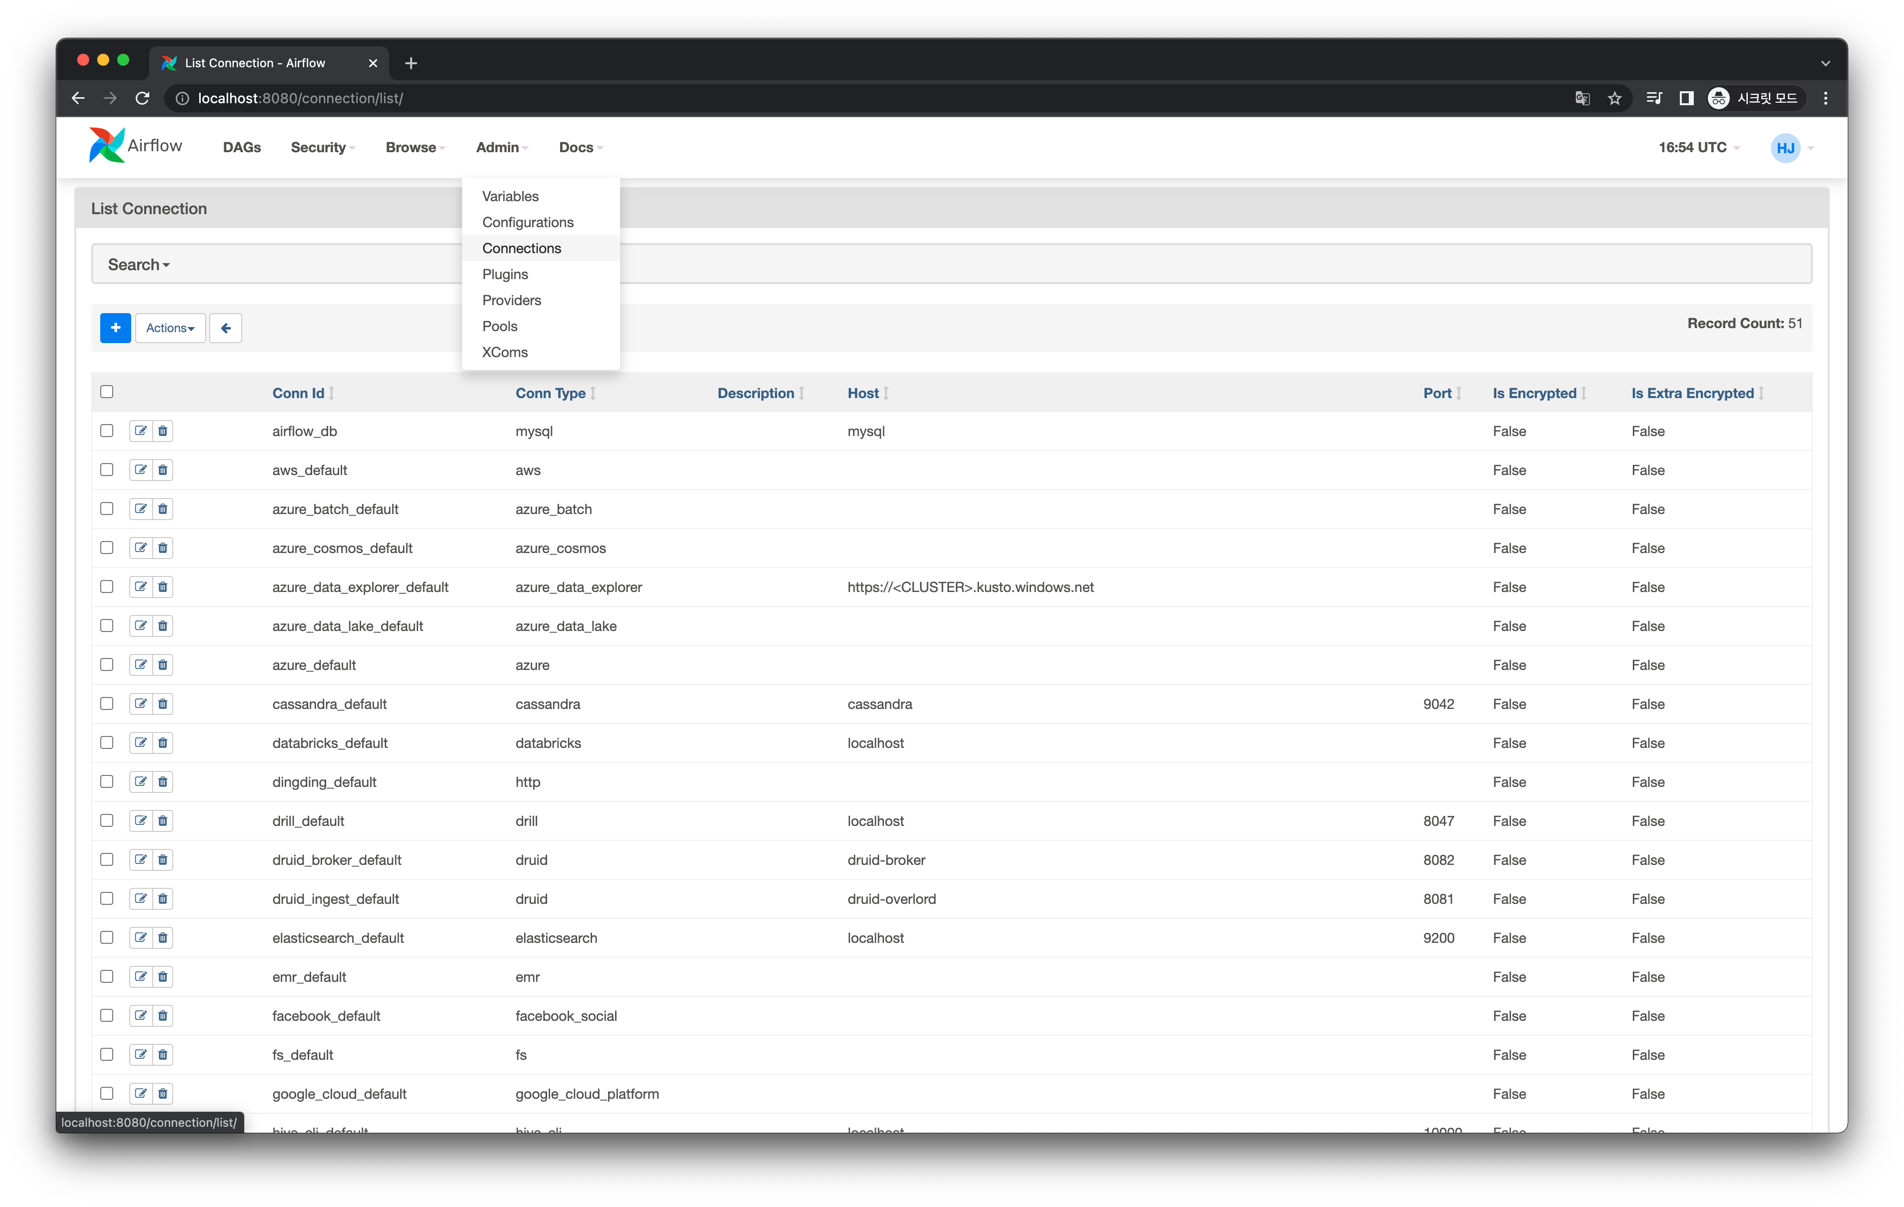 List Connection - Airflow
localhost:8080/connection/list/
시크릿 모드
Airflow DAGs Security Browse Admin Docs 16:54 UTC HJ
Variables
Configurations
Connections
Plugins
Providers
Pools
XComs
List Connection
Search
Actions
Record Count: 51
Conn Id Conn Type Description Host Port Is Encrypted Is Extra Encrypted
airflow_db mysql mysql False False
aws_default aws False False
azure_batch_default azure_batch False False
azure_cosmos_default azure_cosmos False False
azure_data_explorer_default azure_data_explorer https://<CLUSTER>.kusto.windows.net False False
azure_data_lake_default azure_data_lake False False
azure_default azure False False
cassandra_default cassandra cassandra 9042 False False
databricks_default databricks localhost False False
dingding_default http False False
drill_default drill localhost 8047 False False
druid_broker_default druid druid-broker 8082 False False
druid_ingest_default druid druid-overlord 8081 False False
elasticsearch_default elasticsearch localhost 9200 False False
emr_default emr False False
facebook_default facebook_social False False
fs_default fs False False
google_cloud_default google_cloud_platform False False
hive_cli_default hive_cli localhost 10000 False False
localhost:8080/connection/list/